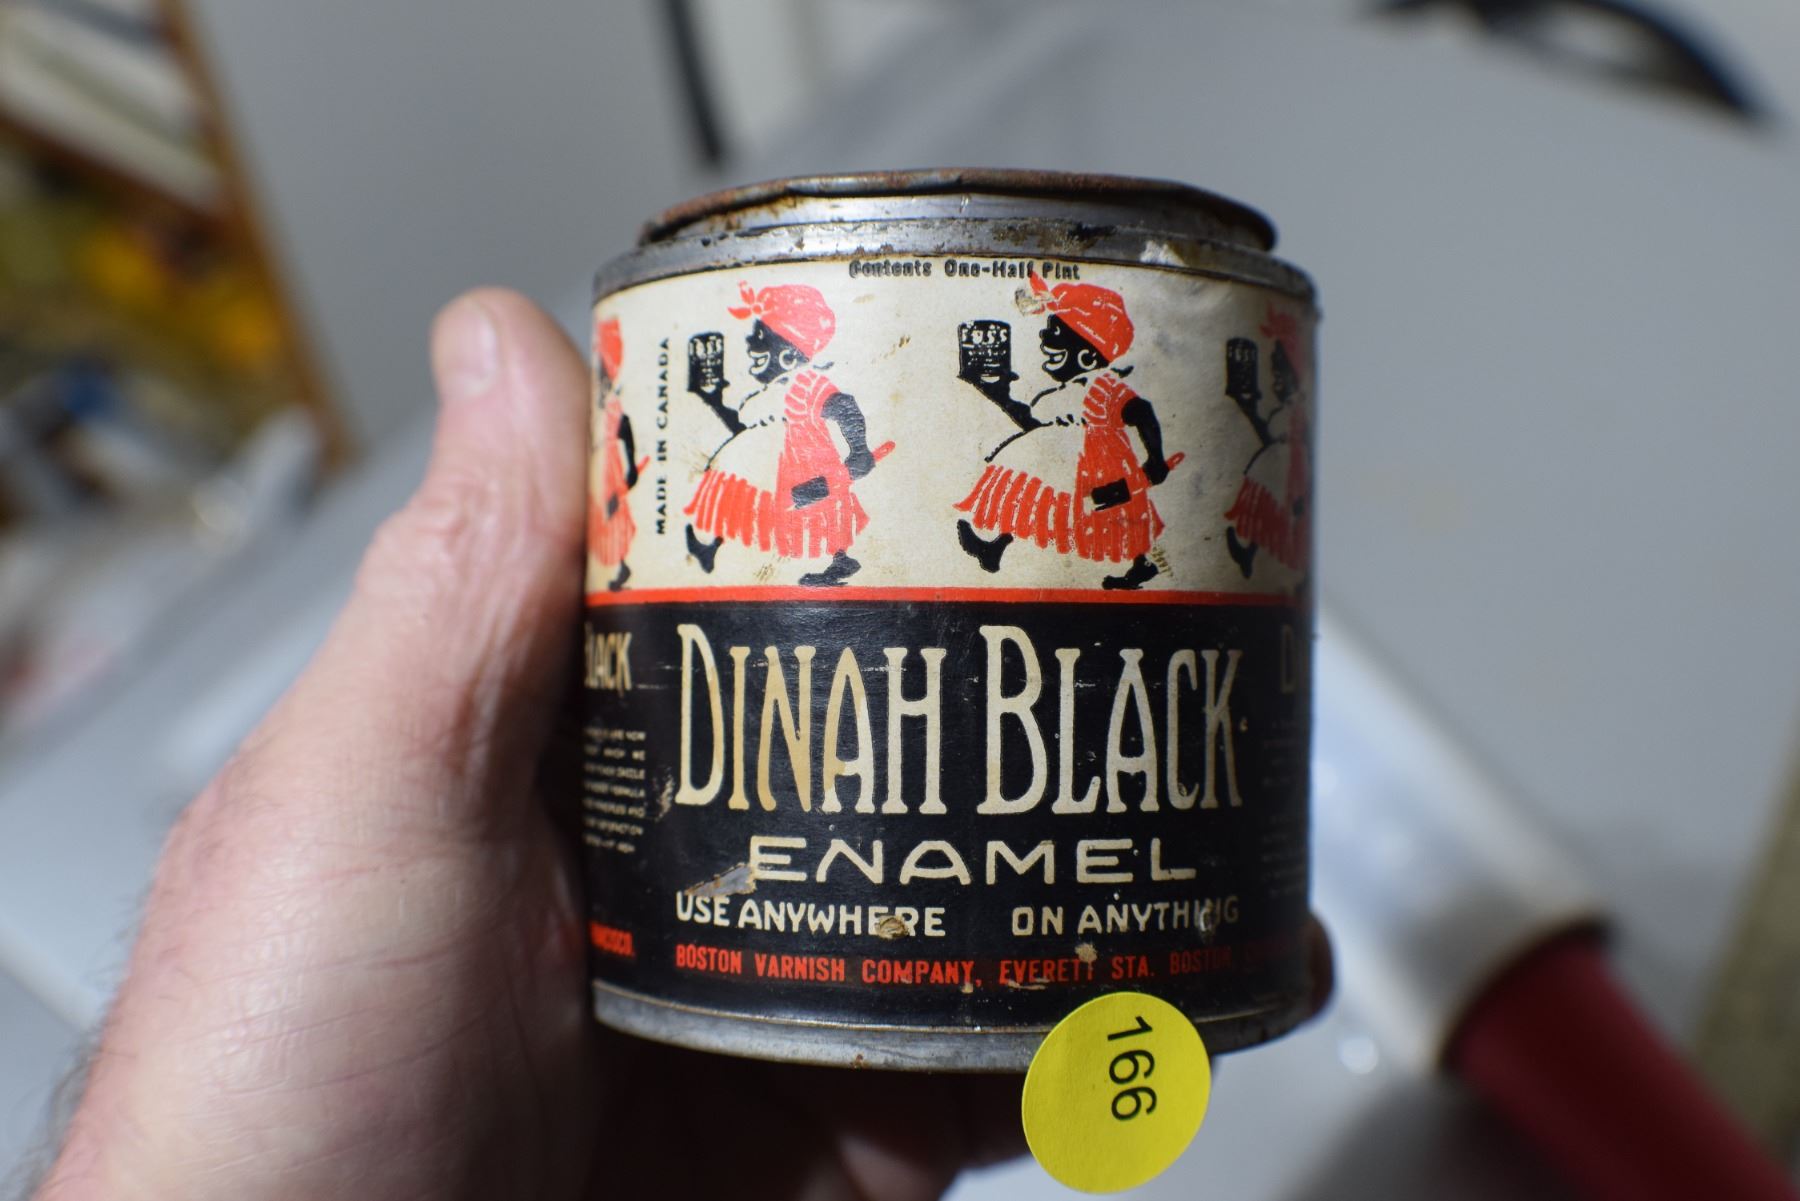 Contents One-Half Pint
MADE IN CANADA
DINAH BLACK
ENAMEL
USE ANYWHERE ON ANYTHING
BOSTON VARNISH COMPANY, EVERETT STA. BOSTON
BLACK
166